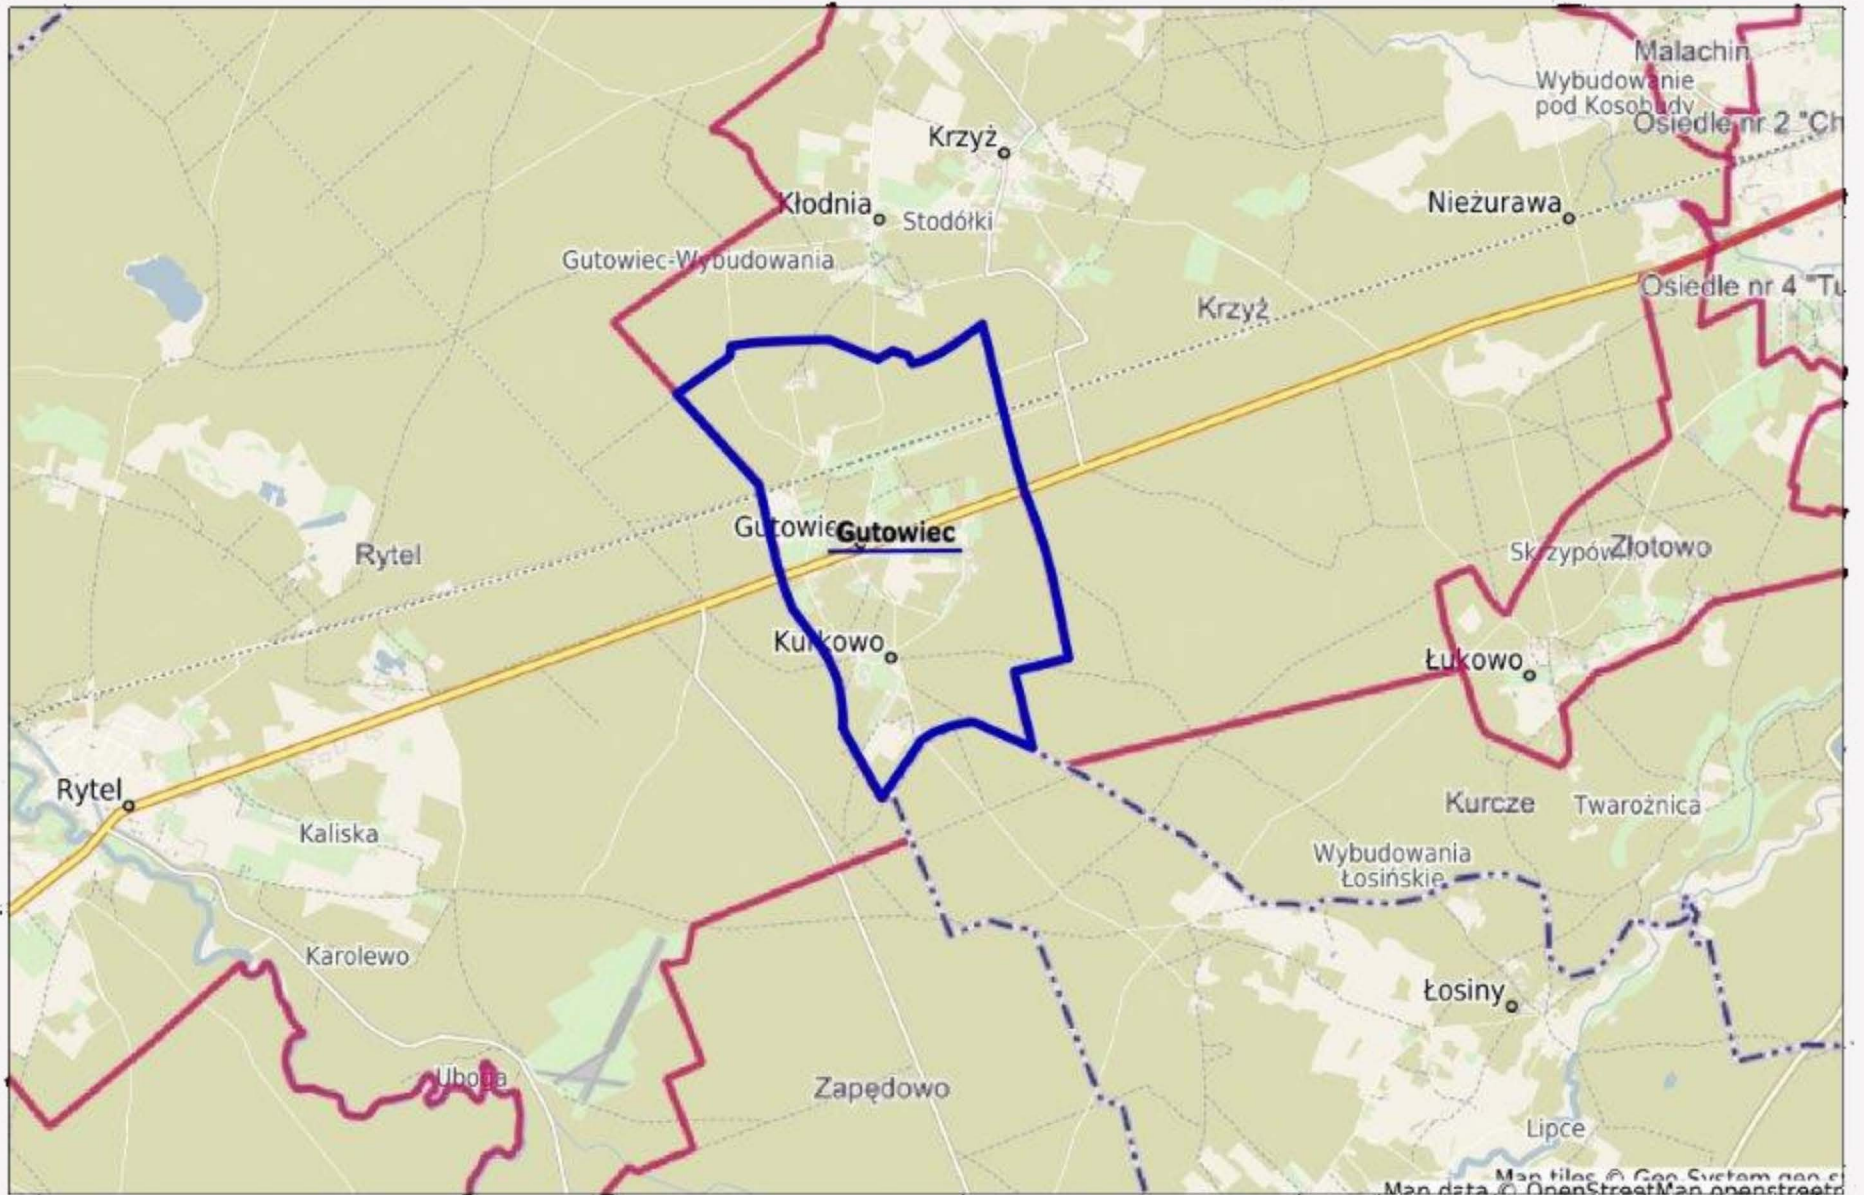 Malachin
Wybudowanie
pod Kosobudy
Osiedle nr 2 "Ch
Krzyż
Nieżurawa
Kłodnia
Stodółki
Gutowiec-Wybudowania
Osiedle nr 4 "Tu
Krzyż
Gutowiec
Rytel
Skrzypów
Złotowo
Kurkowo
Łukowo
Rytel
Kaliska
Kurcze
Twarożnica
Wybudowania
Łosińskie
Karolewo
Łosiny
Uboga
Zapędowo
Lipce
Map tiles © Geo-System geo-s
Map data © OpenStreetMap openstreetm